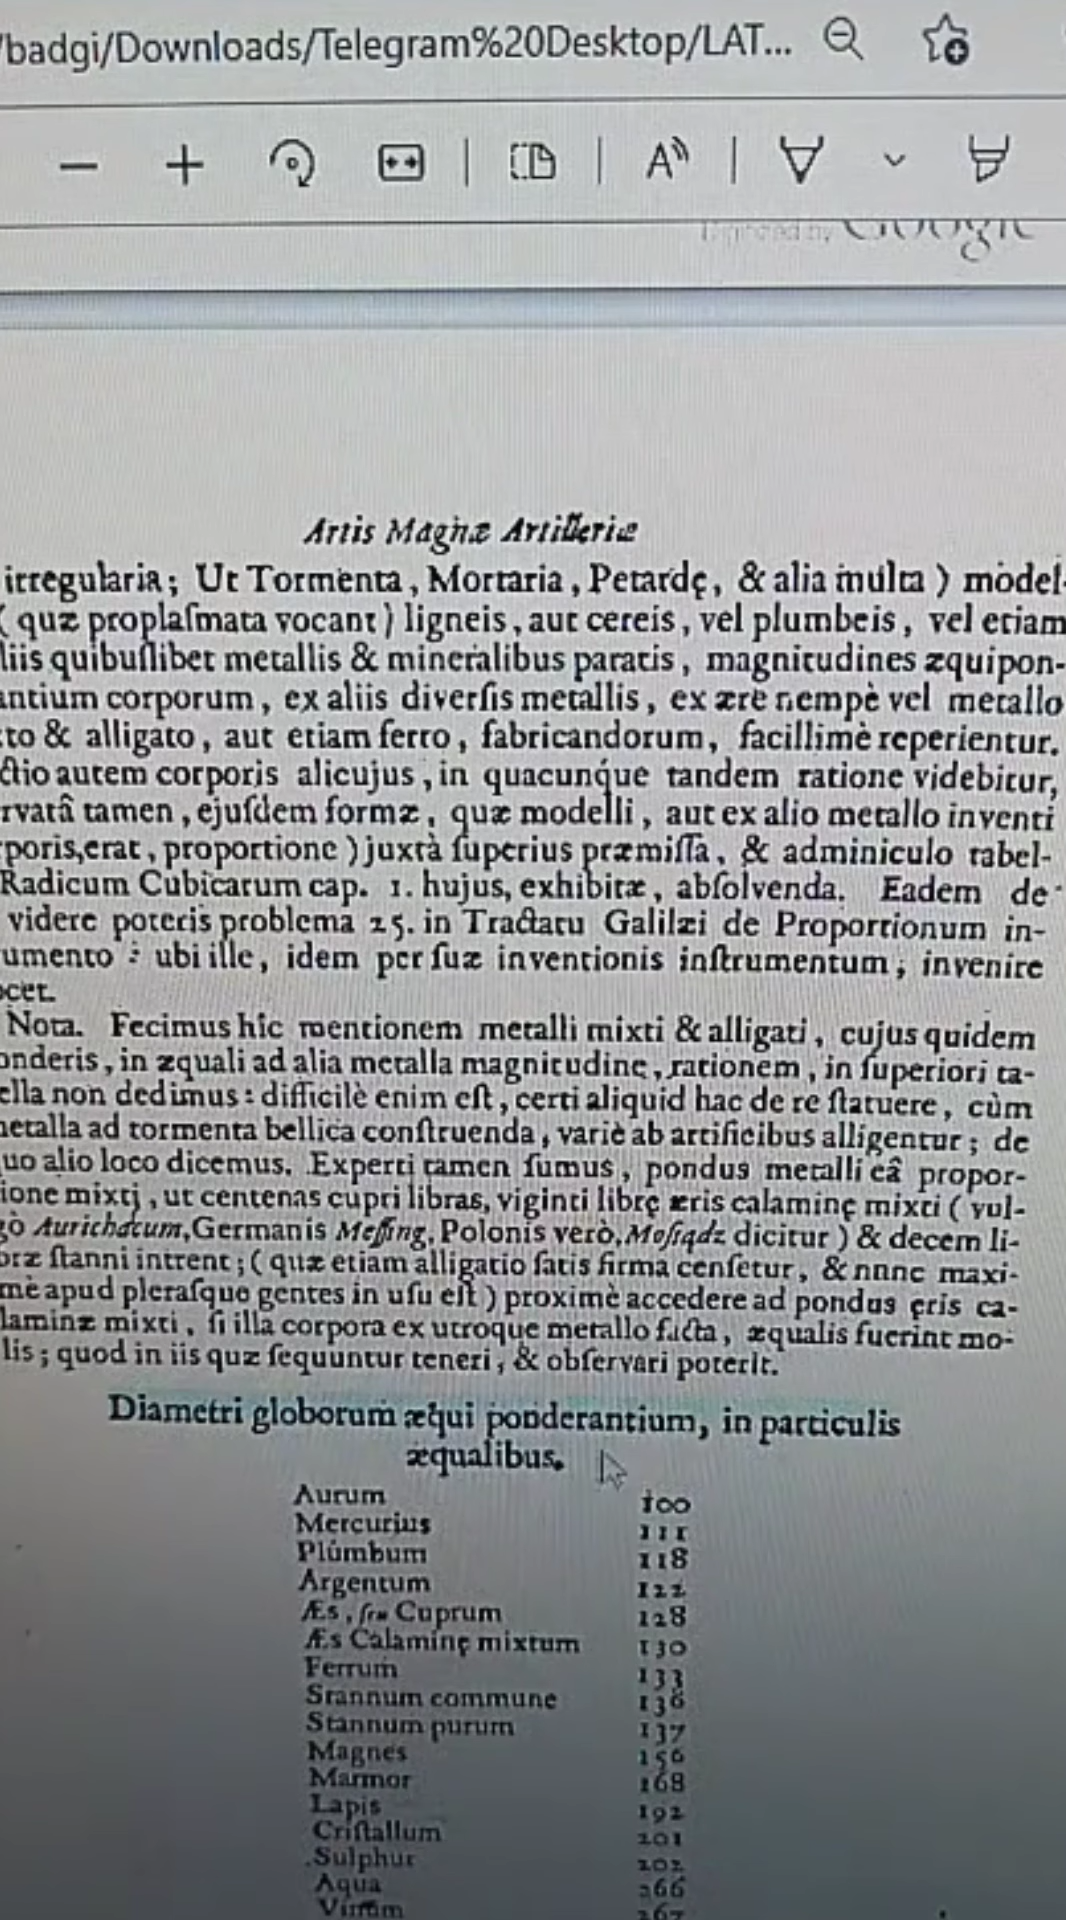 /badgi/Downloads/Telegram%20Desktop/LAT...
Google
Artis Magnæ Artilleriæ
irregularia; Ut Tormenta, Mortaria, Petardę, & alia multa ) model-
( quæ proplaſmata vocant ) ligneis, aut cereis, vel plumbeis, vel etiam
liis quibuſlibet metallis & mineralibus paratis, magnitudines æquipon-
antium corporum, ex aliis diverſis metallis, ex ære nempè vel metallo
to & alligato, aut etiam ferro, fabricandorum, facillimè reperientur.
ctio autem corporis alicujus, in quacunque tandem ratione videbitur,
rvatâ tamen, ejuſdem formæ, quæ modelli, aut ex alio metallo inventi
poris, erat, proportione ) juxtà ſuperius præmiſſa, & adminiculo tabel-
Radicum Cubicarum cap. 1. hujus, exhibitæ, abſolvenda. Eadem de
videre poteris problema 25. in Tractatu Galilæi de Proportionum in-
umento : ubi ille, idem per ſuæ inventionis inſtrumentum, invenire
ocet.
Nota. Fecimus hic mentionem metalli mixti & alligati, cujus quidem
onderis, in æquali ad alia metalla magnitudine, rationem, in ſuperiori ta-
ella non dedimus: difficilè enim eſt, certi aliquid hac de re ſtatuere, cùm
netalla ad tormenta bellica conſtruenda, variè ab artificibus alligentur; de
uo alio loco dicemus. Experti tamen ſumus, pondus metalli eâ propor-
ione mixti, ut centenas cupri libras, viginti librę æris calaminę mixti ( vul-
gò Aurichatcum, Germanis Meſſing, Polonis verò, Moſiądz dicitur ) & decem li-
bræ ſtanni intrent; ( quæ etiam alligatio ſatis firma cenſetur, & nunc maxi-
mè apud pleraſque gentes in uſu eſt ) proximè accedere ad pondus ęris ca-
laminæ mixti, ſi illa corpora ex utroque metallo facta, æqualis fuerint mo-
lis; quod in iis quæ ſequuntur teneri, & obſervari poterit.
Diametri globorum æqui ponderantium, in particulis
æqualibus.
Aurum 100
Mercurius 111
Plumbum 118
Argentum 122
Æs, ſeu Cuprum 128
Æs Calaminę mixtum 130
Ferrum 133
Stannum commune 136
Stannum purum 137
Magnes 156
Marmor 168
Lapis 192
Criſtallum 201
Sulphur 202
Aqua 266
Vinum 267